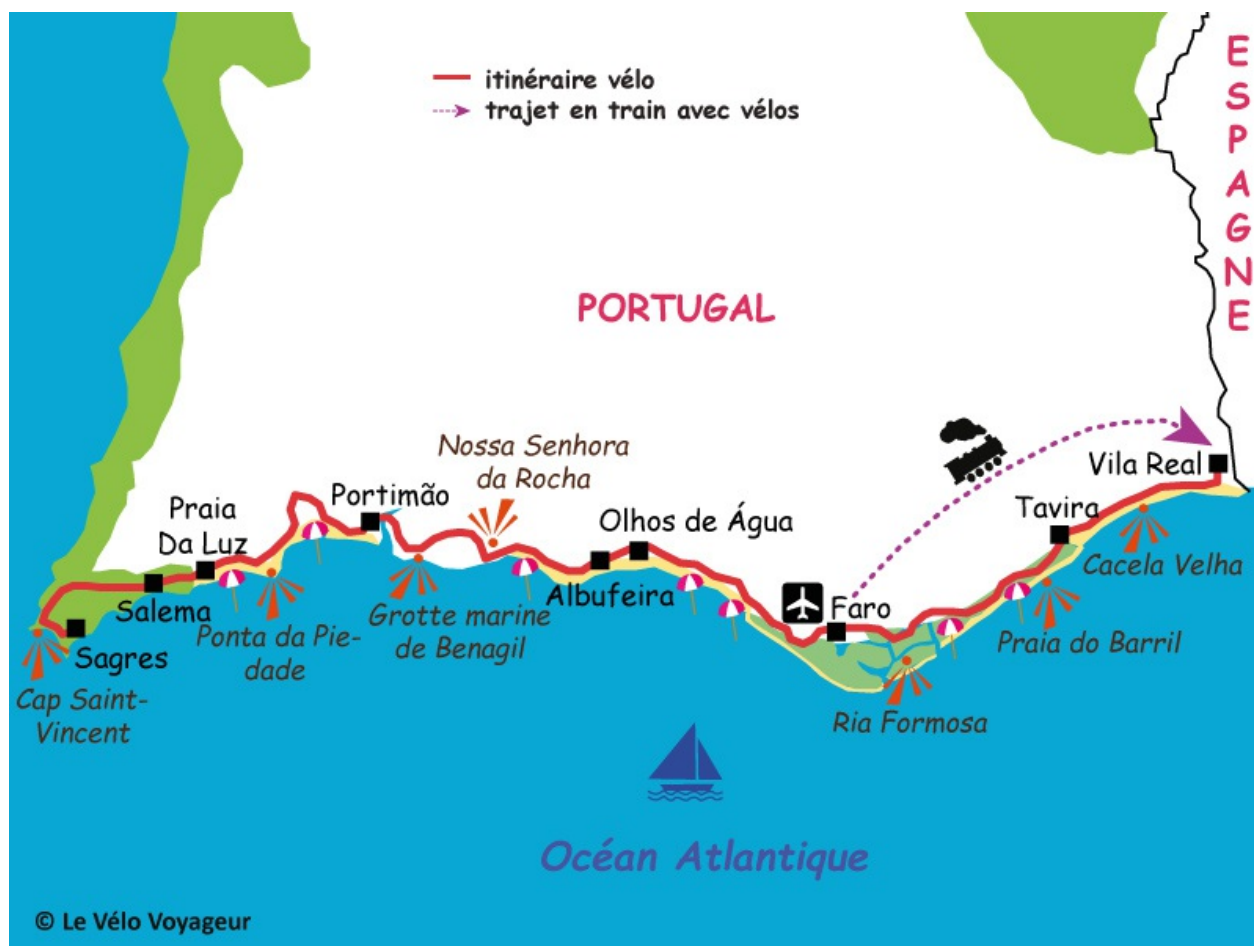 itinéraire vélo
trajet en train avec vélos
ESPAGNE
PORTUGAL
Nossa Senhora
da Rocha
Portimão
Praia
Da Luz
Olhos de Água
Vila Real
Tavira
Cacela Velha
Salema
Sagres
Ponta da Pie-
dade
Grotte marine
de Benagil
Albufeira
Faro
Praia do Barril
Cap Saint-
Vincent
Ria Formosa
Océan Atlantique
© Le Vélo Voyageur